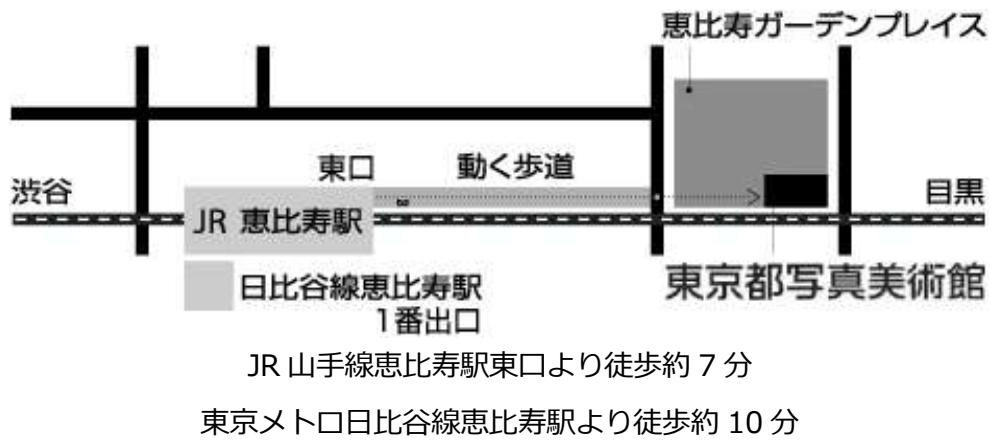 恵比寿ガーデンプレイス
東口
動く歩道
渋谷
目黒
JR 恵比寿駅
東京都写真美術館
日比谷線恵比寿駅
1番出口
JR 山手線恵比寿駅東口より徒歩約 7 分
東京メトロ日比谷線恵比寿駅より徒歩約 10 分